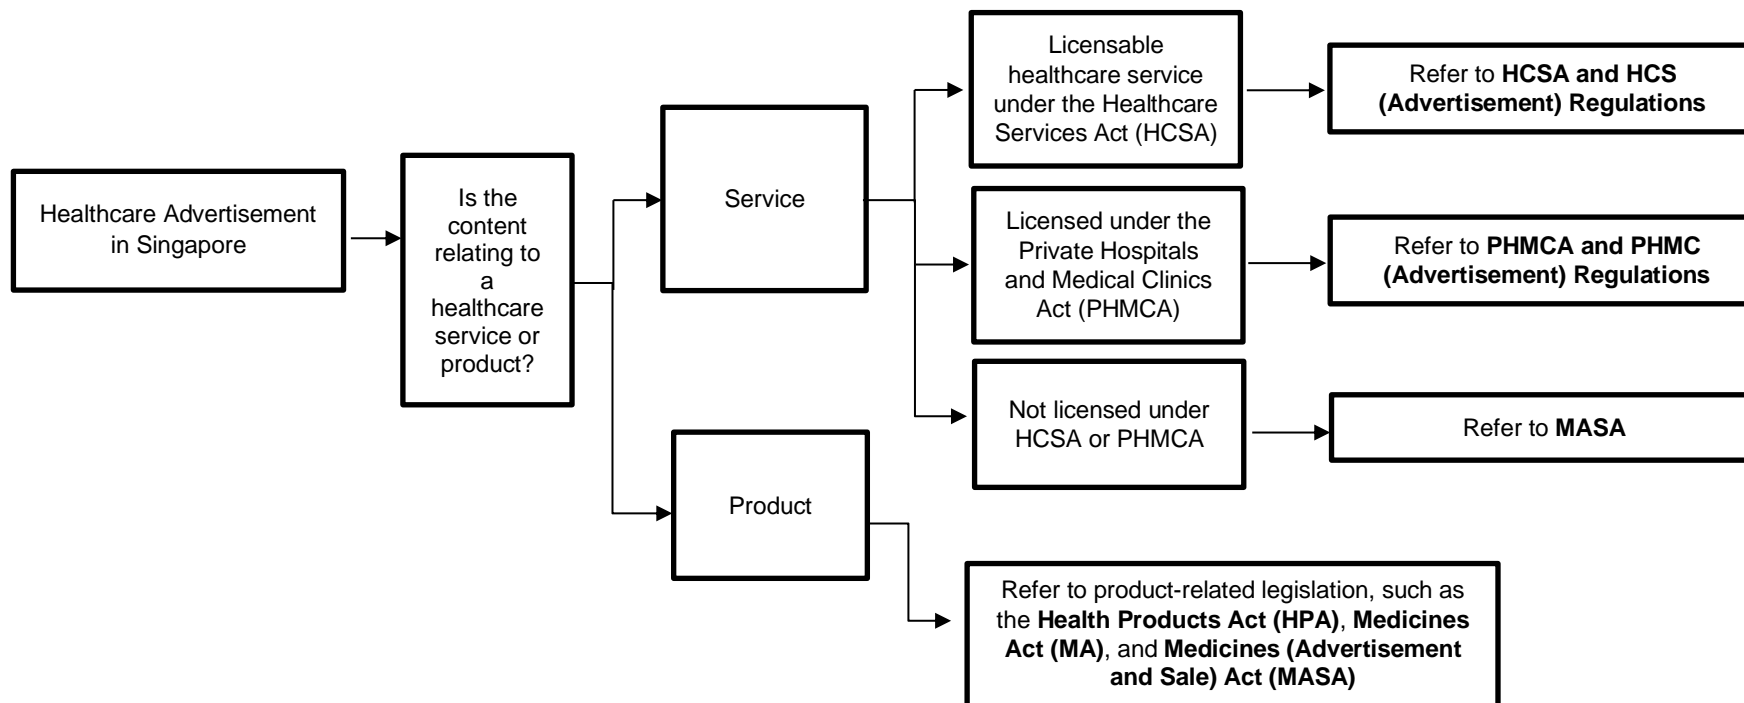 Healthcare Advertisement
in Singapore
Is the
content
relating to
a
healthcare
service or
product?
Service
Product
Licensable
healthcare service
under the Healthcare
Services Act (HCSA)
Refer to HCSA and HCS
(Advertisement) Regulations
Licensed under the
Private Hospitals
and Medical Clinics
Act (PHMCA)
Refer to PHMCA and PHMC
(Advertisement) Regulations
Not licensed under
HCSA or PHMCA
Refer to MASA
Refer to product-related legislation, such as
the Health Products Act (HPA), Medicines
Act (MA), and Medicines (Advertisement
and Sale) Act (MASA)